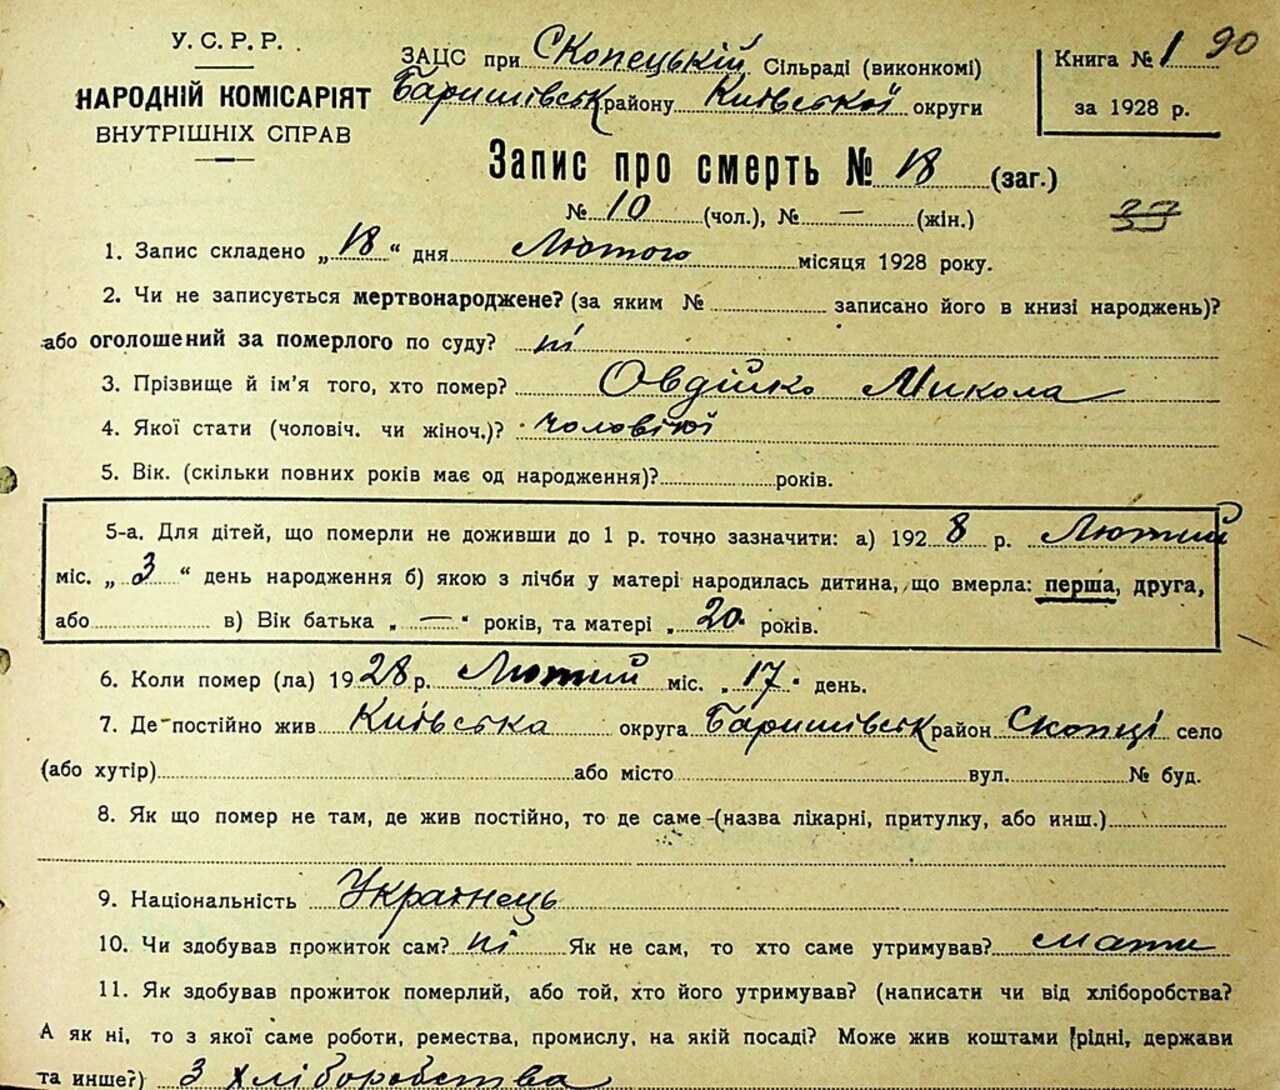 У. С. Р. Р.
НАРОДНІЙ КОМІСАРІЯТ
ВНУТРІШНІХ СПРАВ
ЗАЦС при Скопецькій Сільраді (виконкомі)
Баришівськ району Київської округи
Книга № 1 90
за 1928 р.
Запис про смерть № 18 (заг.)
№ 10 (чол.), № — (жін.)
1. Запис складено „18“ дня Лютого місяця 1928 року.
2. Чи не записується мертвонароджене? (за яким № записано його в книзі народжень)?
або оголошений за померлого по суду? ні
3. Прізвище й ім'я того, хто помер? Овдійко Микола
4. Якої стати (чоловіч. чи жіноч.)? чоловічої
5. Вік. (скільки повних років має од народження)? років.
5-а. Для дітей, що померли не доживши до 1 р. точно зазначити: а) 1928 р. Лютий
міс. „3“ день народження б) якою з лічби у матері народилась дитина, що вмерла: перша, друга,
або в) Вік батька „—“ років, та матері „20“ років.
6. Коли помер (ла) 1928 р. Лютий міс. „17“ день.
7. Де постійно жив Київська округа Баришівськ район Скопці село
(або хутір) або місто вул. № буд.
8. Як що помер не там, де жив постійно, то де саме (назва лікарні, притулку, або инш.)
9. Національність Українець
10. Чи здобував прожиток сам? ні Як не сам, то хто саме утримував? мати
11. Як здобував прожиток померлий, або той, хто його утримував? (написати чи від хліборобства?
А як ні, то з якої саме роботи, ремества, промислу, на якій посаді? Може жив коштами рідні, держави
та инше?) З хліборобства